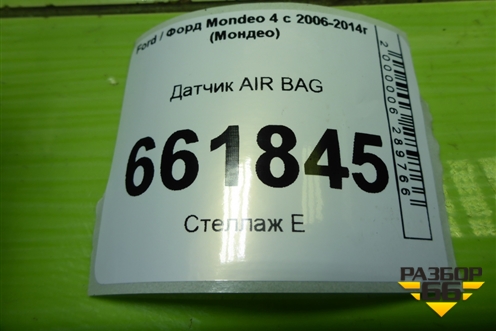 Ford / Форд Mondeo 4 с 2006-2014г
(Мондео)
Датчик AIR BAG
661845
Стеллаж Е
2000006289766
РАЗБОР
66